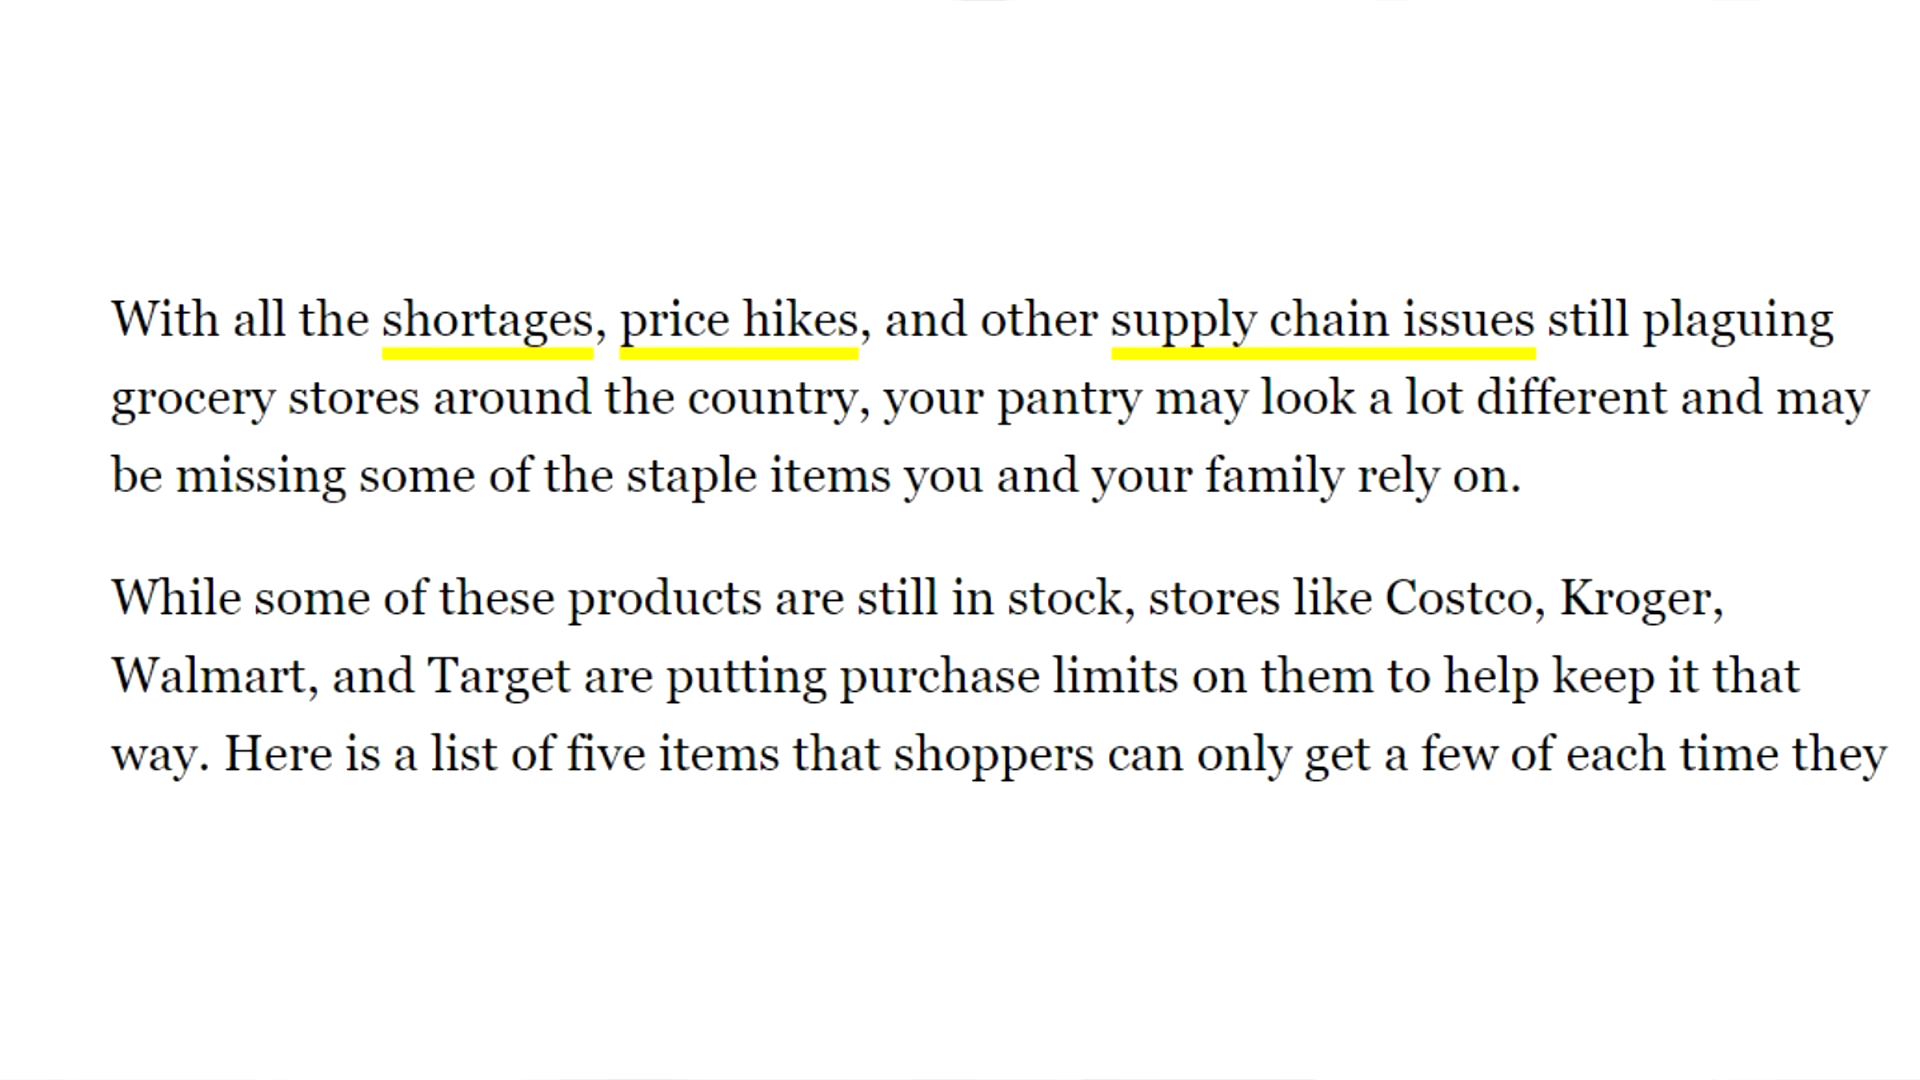 With all the shortages, price hikes, and other supply chain issues still plaguing
grocery stores around the country, your pantry may look a lot different and may
be missing some of the staple items you and your family rely on.
While some of these products are still in stock, stores like Costco, Kroger,
Walmart, and Target are putting purchase limits on them to help keep it that
way. Here is a list of five items that shoppers can only get a few of each time they